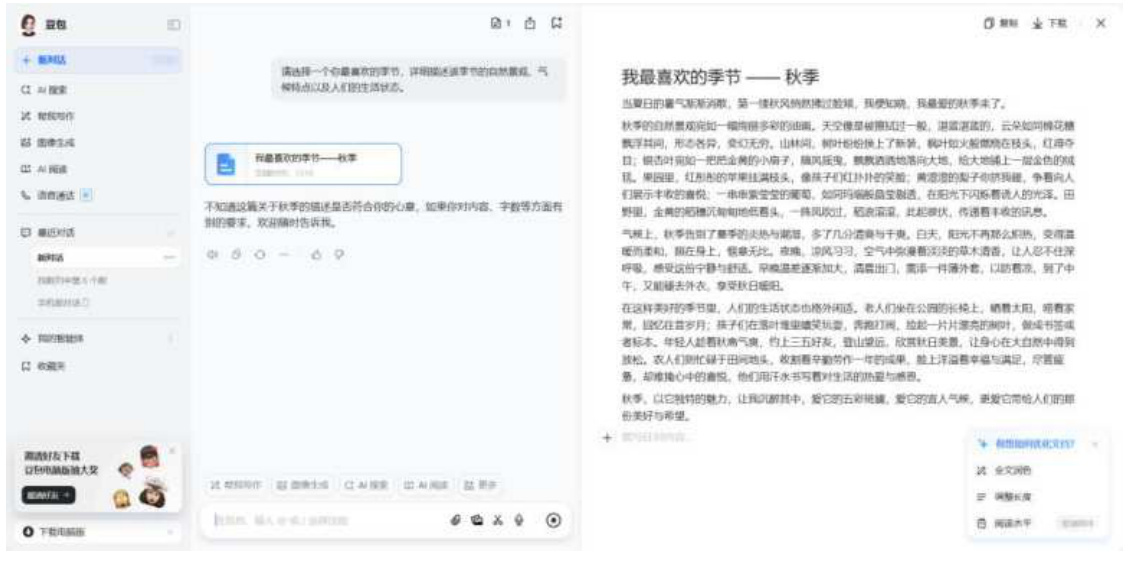 豆包
新对话
AI 搜索
帮我写作
图像生成
AI 阅读
语音通话
最近对话
新对话
手机版对话
我的智能体
收藏夹
邀请好友下载
豆包电脑版抽大奖
下载电脑版
1
请选择一个你最喜欢的季节，详细描述该季节的自然景观、气
候特点以及人们的生活状态。
我最喜欢的季节——秋季
不知道这篇关于秋季的描述是否符合你的心意，如果你对内容、字数等方面有
别的要求，欢迎随时告诉我。
帮我写作 图像生成 AI 搜索 AI 阅读 更多
复制 下载
我最喜欢的季节 —— 秋季
当夏日的暑气渐渐消散，第一缕秋风悄然拂过脸颊，我便知晓，我最爱的秋季来了。
秋季的自然景观宛如一幅绚丽多彩的油画。天空像是被擦拭过一般，湛蓝湛蓝的，云朵如同棉花糖
飘浮其间，形态各异，变幻无穷。山林间，树叶纷纷换上了新装，枫叶如火般燃烧在枝头，红得夺
目；银杏叶宛如一把把金黄的小扇子，随风摇曳，飘飘洒洒地落向大地，给大地铺上一层金色的绒
毯。果园里，红彤彤的苹果挂满枝头，像孩子们红扑扑的笑脸；黄澄澄的梨子你挤我碰，争着向人
们展示丰收的喜悦；一串串紫莹莹的葡萄，如同玛瑙般晶莹剔透，在阳光下闪烁着诱人的光泽。田
野里，金黄的稻穗沉甸甸地低着头，一阵风吹过，稻浪滚滚，此起彼伏，传递着丰收的讯息。
气候上，秋季告别了夏季的炎热与潮湿，多了几分凉爽与干爽。白天，阳光不再那么炽热，变得温
暖而柔和，照在身上，惬意无比。夜晚，凉风习习，空气中弥漫着淡淡的草木清香，让人忍不住深
呼吸，感受这份宁静与舒适。早晚温差逐渐加大，清晨出门，需添一件薄外套，以防着凉，到了中
午，又能褪去外衣，享受秋日暖阳。
在这样美好的季节里，人们的生活状态也格外闲适。老人们坐在公园的长椅上，晒着太阳，唠着家
常，回忆往昔岁月；孩子们在落叶堆里嬉笑玩耍，奔跑打闹，捡起一片片漂亮的树叶，做成书签或
者标本。年轻人趁着秋高气爽，约上三五好友，登山望远，欣赏秋日美景，让身心在大自然中得到
放松。农人们则忙碌于田间地头，收割着辛勤劳作一年的成果，脸上洋溢着幸福与满足，尽管疲
惫，却难掩心中的喜悦，他们用汗水书写着对生活的热爱与感恩。
秋季，以它独特的魅力，让我沉醉其中，爱它的五彩斑斓，爱它的宜人气候，更爱它带给人们的那
份美好与希望。
全文润色
调整长度
阅读水平